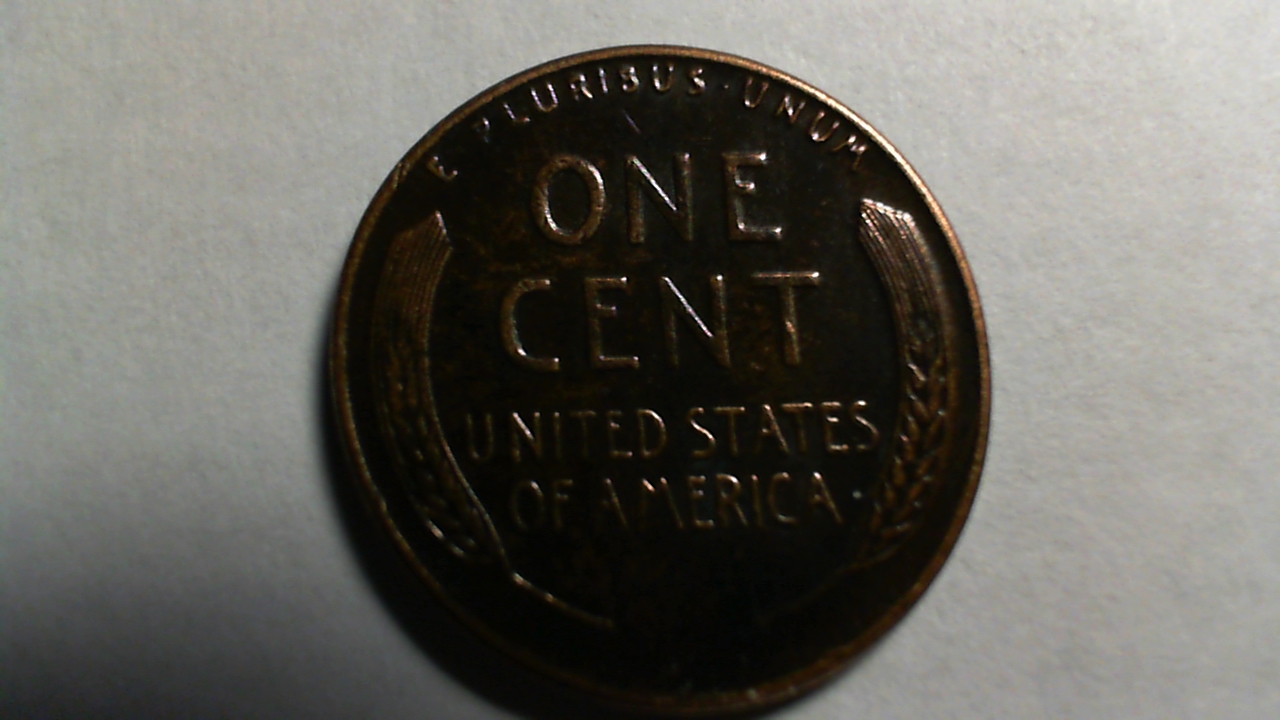 E PLURIBUS · UNUM
ONE
CENT
UNITED STATES
OF AMERICA